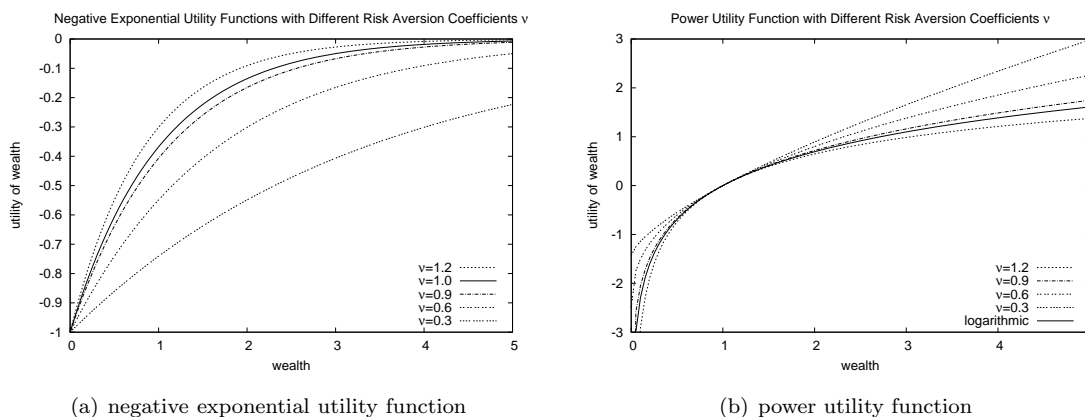 Negative Exponential Utility Functions with Different Risk Aversion Coefficients ν
0
-0.1
-0.2
-0.3
-0.4
-0.5
-0.6
-0.7
-0.8
-0.9
-1
utility of wealth
0 1 2 3 4 5
wealth
ν=1.2
ν=1.0
ν=0.9
ν=0.6
ν=0.3
(a) negative exponential utility function
Power Utility Function with Different Risk Aversion Coefficients ν
3
2
1
0
-1
-2
-3
utility of wealth
0 1 2 3 4 5
wealth
ν=1.2
ν=0.9
ν=0.6
ν=0.3
logarithmic
(b) power utility function